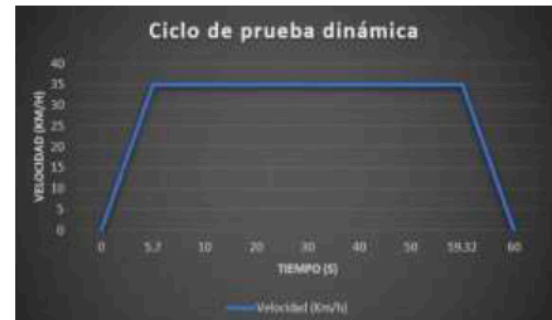 Ciclo de prueba dinámica
VELOCIDAD (KM/H)
40
35
30
25
20
15
10
5
0
0 5.7 10 20 30 40 50 59.32 60
TIEMPO (S)
Velocidad (Km/h)